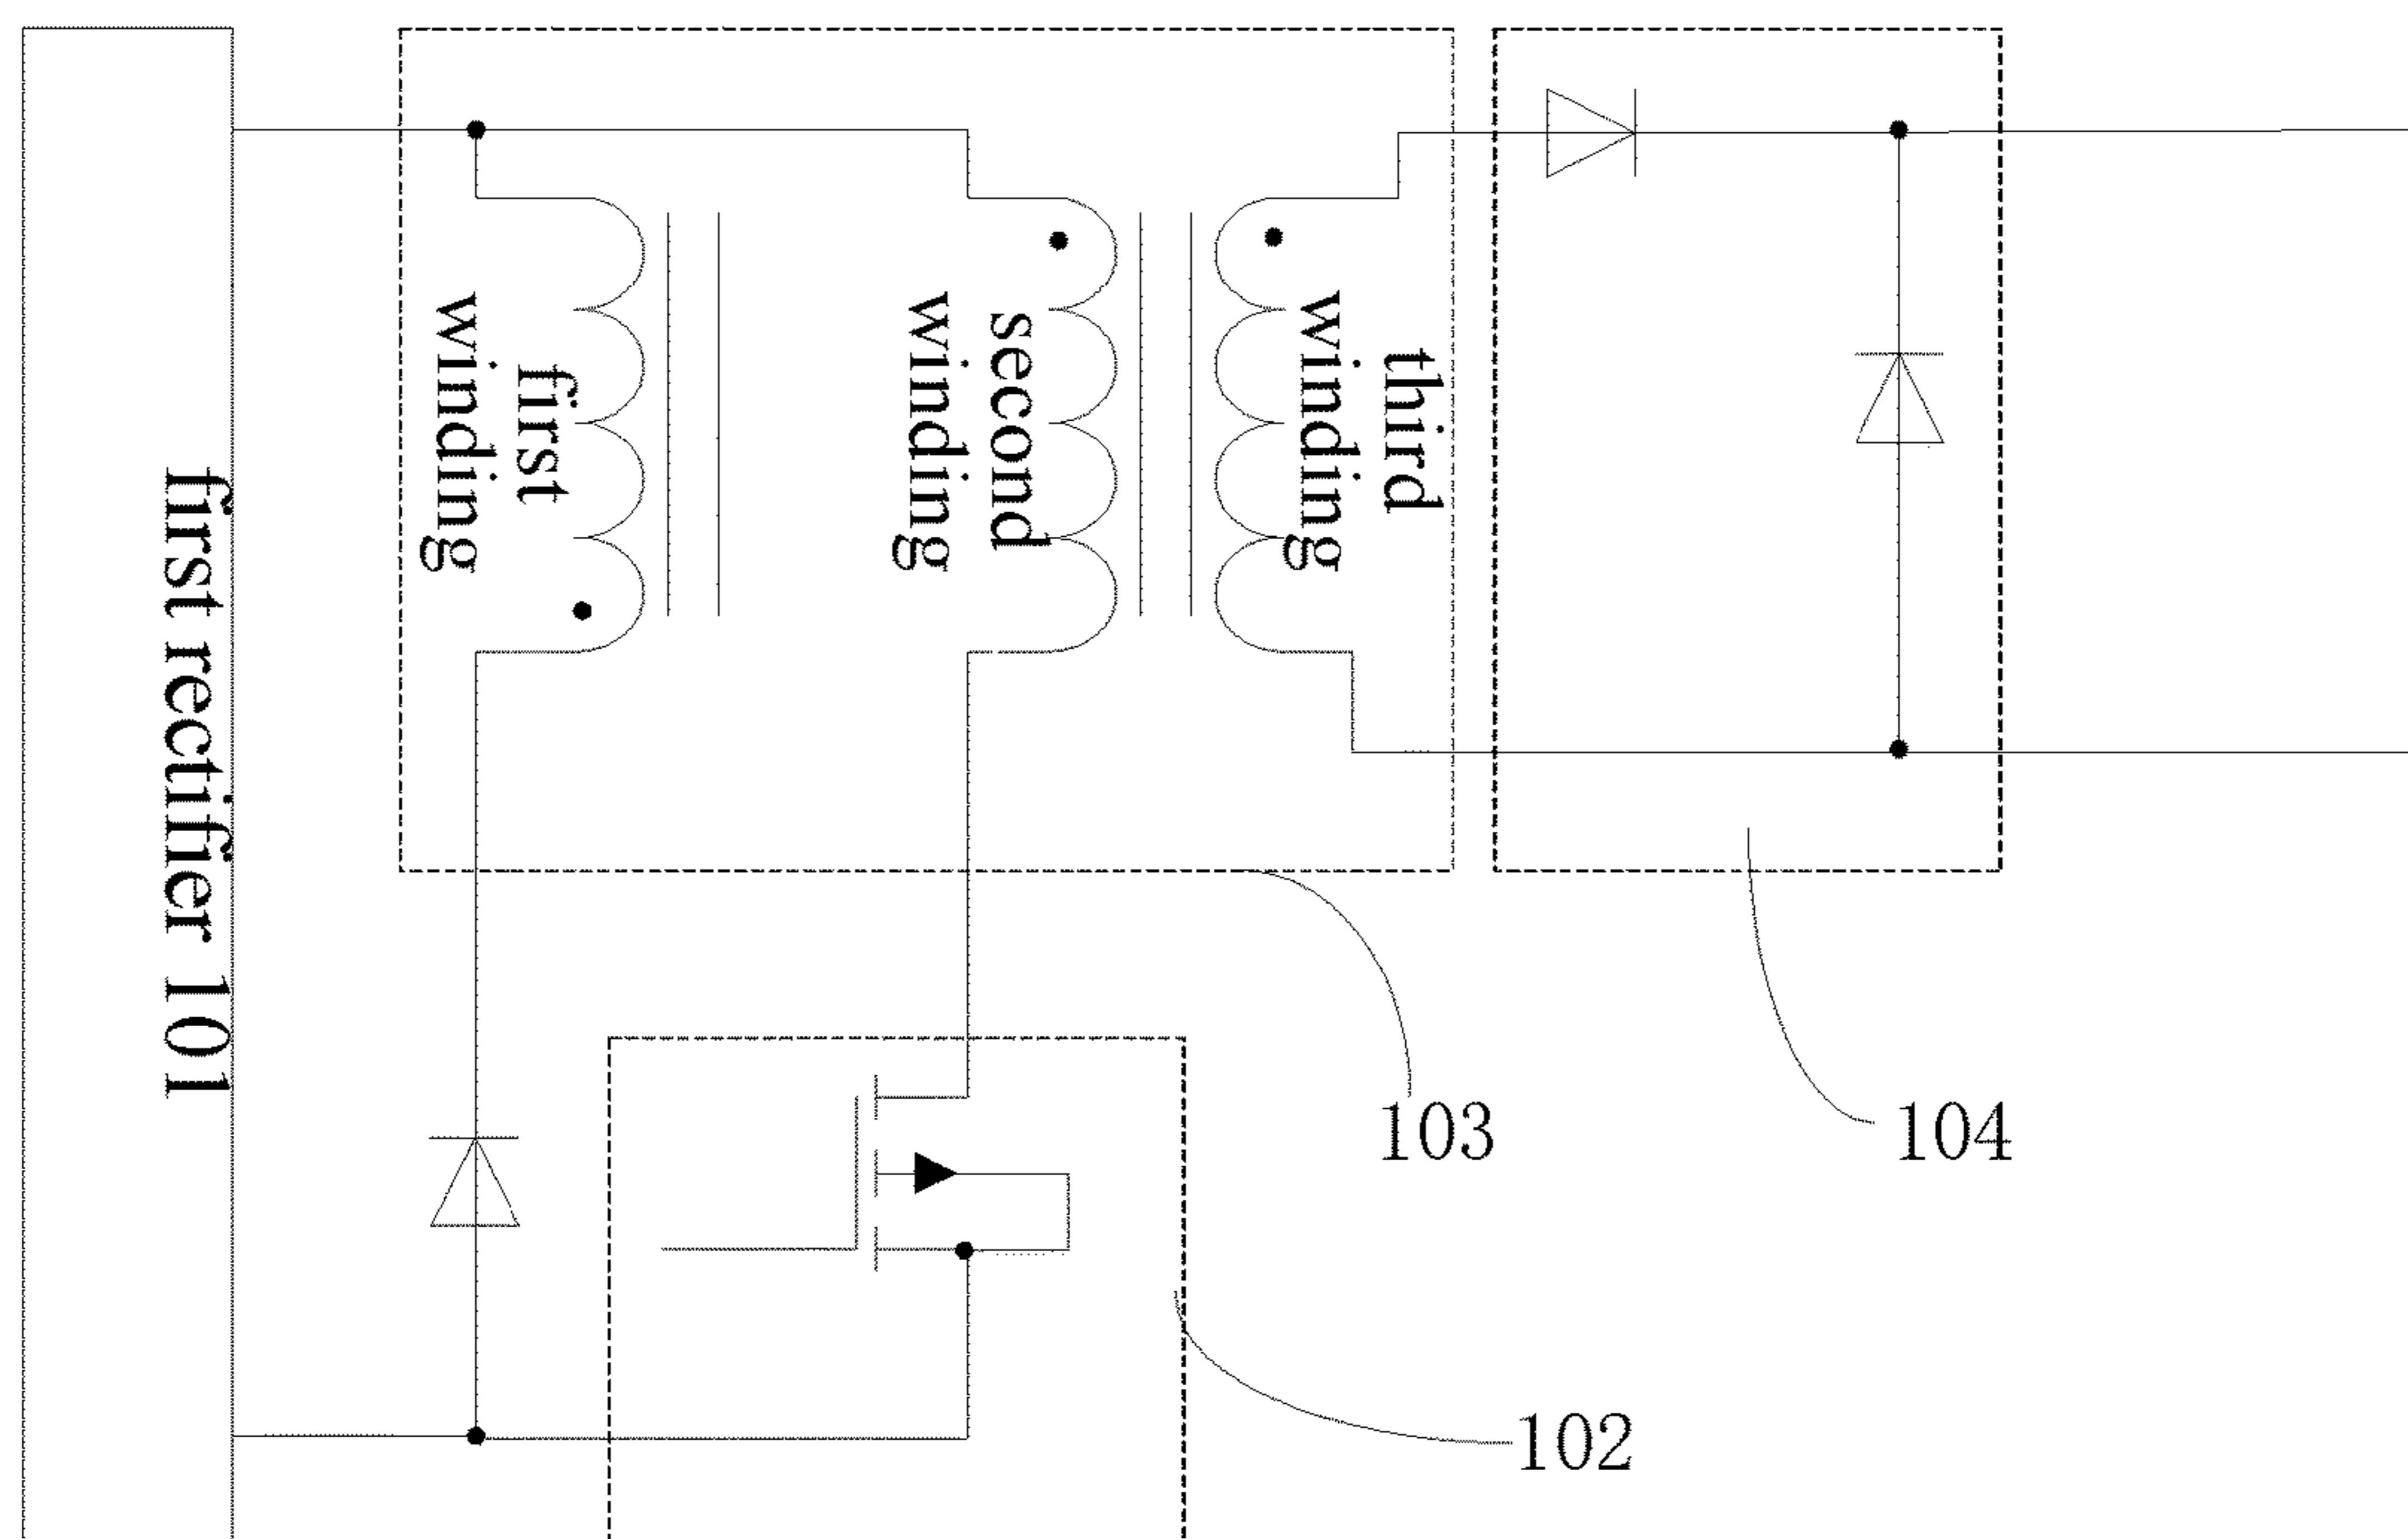 first rectifier 101
first
winding
second
winding
third
winding
103
104
102